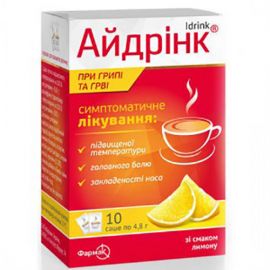 Idrink
Айдрінк®
ПРИ ГРИПІ
ТА ГРВІ
СИМПТОМАТИЧНЕ
ЛІКУВАННЯ:
підвищеної
температури
головного болю
закладеності носа
10
саше по 4,8 г
Фармак
зі смаком
лимону